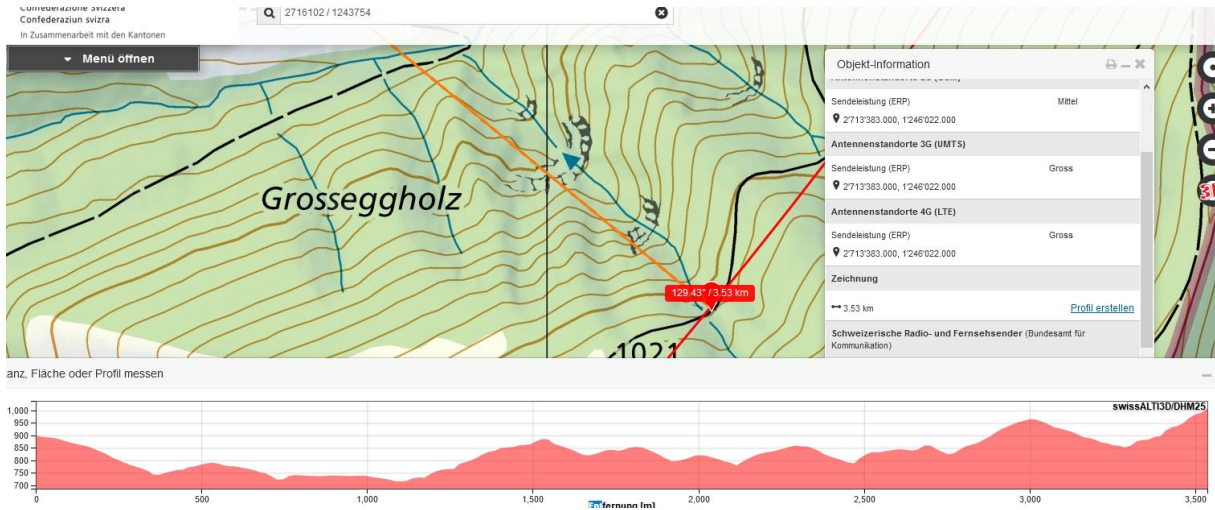 Confederazione Svizzera
Confederaziun svizra
In Zusammenarbeit mit den Kantonen
2716102 / 1243754
Menü öffnen
Grosseggholz
129.43° / 3.53 km
1021
Objekt-Information
Sendeleistung (ERP) Mittel
2'713'383.000, 1'246'022.000
Antennenstandorte 3G (UMTS)
Sendeleistung (ERP) Gross
2'713'383.000, 1'246'022.000
Antennenstandorte 4G (LTE)
Sendeleistung (ERP) Gross
2'713'383.000, 1'246'022.000
Zeichnung
3.53 km Profil erstellen
Schweizerische Radio- und Fernsehsender (Bundesamt für
Kommunikation)
tanz, Fläche oder Profil messen
swissALTI3D/DHM25
1,000
950
900
850
800
750
700
0 500 1,000 1,500 2,000 2,500 3,000 3,500
Entfernung [m]